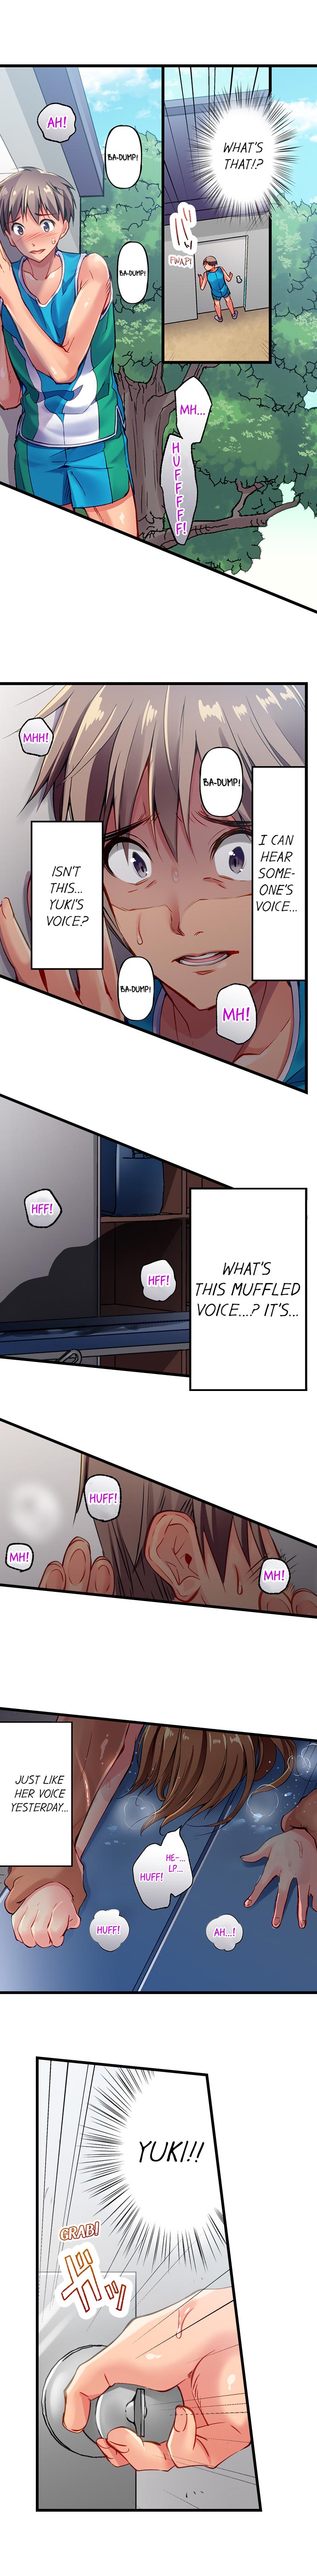 WHAT'S
THAT!?
FWAP!
バッ
AH!
BA-DUMP!
BA-DUMP!
MH...
HUFFFFF!
MHH!
BA-DUMP!
I CAN
HEAR
SOME-
ONE'S
VOICE...
ISN'T
THIS...
YUKI'S
VOICE?
BA-DUMP!
MH!
HFF!
HFF!
WHAT'S
THIS MUFFLED
VOICE...? IT'S...
HUFF!
MH!
MH!
JUST LIKE
HER VOICE
YESTERDAY...
HE-...
LP...
HUFF!
HUFF!
AH...!
YUKI!!
GRAB!
ガッ